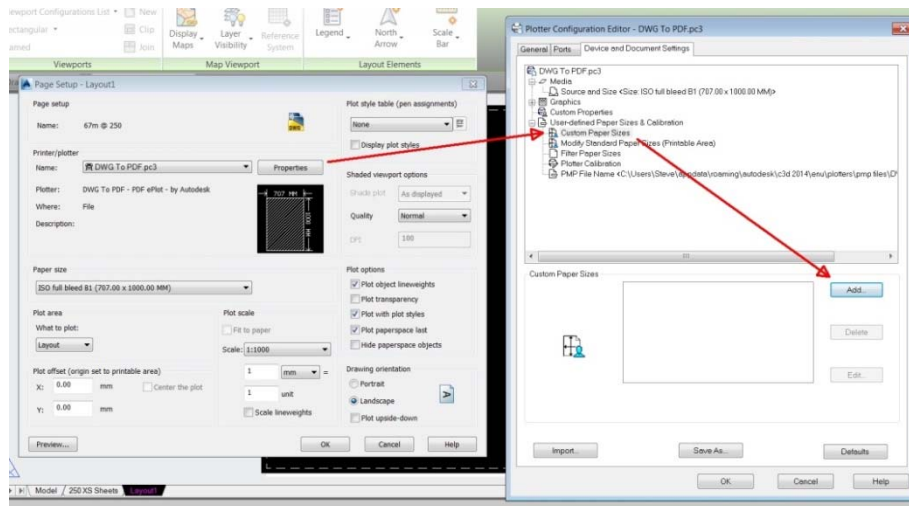 ewport Configurations List
New
ectangular
Clip
amed
Join
Display Maps
Layer Visibility
Reference System
Legend
North Arrow
Scale Bar
Viewports
Map Viewport
Layout Elements
Page Setup - Layout1
Page setup
Name: 67m @ 250
Printer/plotter
Name: DWG To PDF.pc3
Properties
Plotter: DWG To PDF - PDF ePlot - by Autodesk
Where: File
Description:
707 MM
1000 MM
Paper size
ISO full bleed B1 (707.00 x 1000.00 MM)
Plot area
What to plot:
Layout
Plot scale
Fit to paper
Scale: 1:1000
1 mm =
1 unit
Scale lineweights
Plot offset (origin set to printable area)
X: 0.00 mm
Center the plot
Y: 0.00 mm
Plot style table (pen assignments)
None
Display plot styles
Shaded viewport options
Shade plot As displayed
Quality Normal
DPI 100
Plot options
Plot object lineweights
Plot transparency
Plot with plot styles
Plot paperspace last
Hide paperspace objects
Drawing orientation
Portrait
Landscape
Plot upside-down
A
Preview...
OK
Cancel
Help
Model
250 XS Sheets
Layout1
Plotter Configuration Editor - DWG To PDF.pc3
General
Ports
Device and Document Settings
DWG To PDF.pc3
Media
Source and Size <Size: ISO full bleed B1 (707.00 x 1000.00 MM)>
Graphics
Custom Properties
User-defined Paper Sizes & Calibration
Custom Paper Sizes
Modify Standard Paper Sizes (Printable Area)
Filter Paper Sizes
Plotter Calibration
PMP File Name <C:\Users\Steve\appdata\roaming\autodesk\c3d 2014\enu\plotters\pmp files\D
Custom Paper Sizes
Add...
Delete
Edit...
Import...
Save As...
Defaults
OK
Cancel
Help